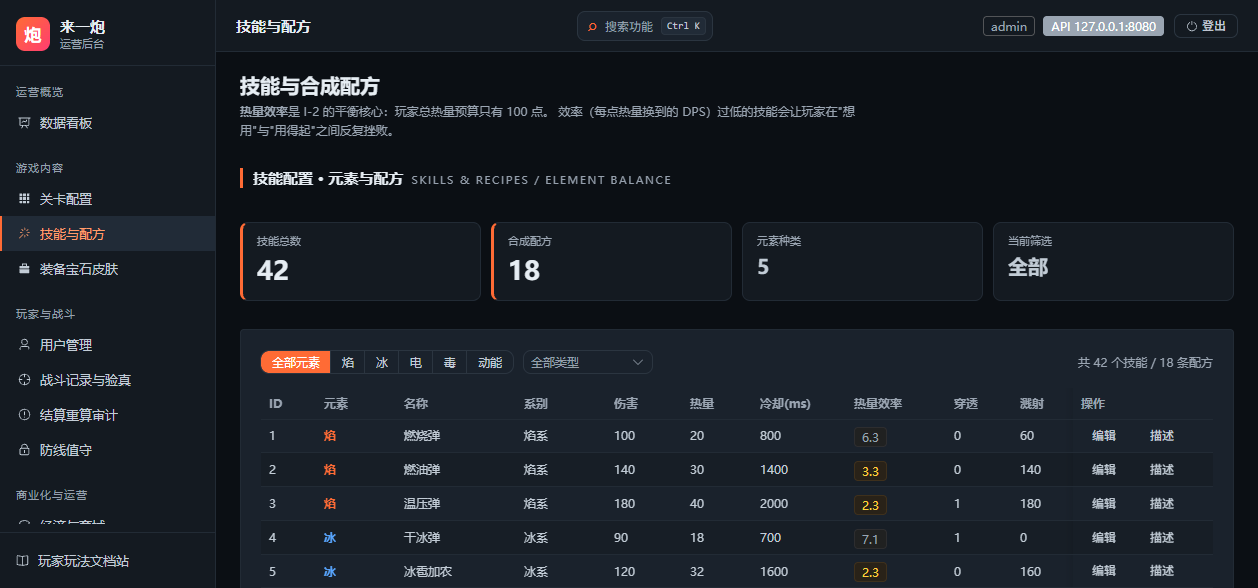 炮
来一炮
运营后台
技能与配方
搜索功能 Ctrl K
admin
API 127.0.0.1:8080
登出
运营概览
数据看板
游戏内容
关卡配置
技能与配方
装备宝石皮肤
玩家与战斗
用户管理
战斗记录与验真
结算重算审计
防线值守
商业化与运营
玩家玩法文档站
技能与合成配方
热量效率是 I-2 的平衡核心：玩家总热量预算只有 100 点。 效率（每点热量换到的 DPS）过低的技能会让玩家在"想
用"与"用得起"之间反复挫败。
技能配置 • 元素与配方 SKILLS & RECIPES / ELEMENT BALANCE
技能总数
42
合成配方
18
元素种类
5
当前筛选
全部
全部元素 焰 冰 电 毒 动能 全部类型 共 42 个技能 / 18 条配方
ID 元素 名称 系别 伤害 热量 冷却(ms) 热量效率 穿透 溅射 操作
1 焰 燃烧弹 焰系 100 20 800 6.3 0 60 编辑 描述
2 焰 燃油弹 焰系 140 30 1400 3.3 0 140 编辑 描述
3 焰 温压弹 焰系 180 40 2000 2.3 1 180 编辑 描述
4 冰 干冰弹 冰系 90 18 700 7.1 1 0 编辑 描述
5 冰 冰雹加农 冰系 120 32 1600 2.3 0 160 编辑 描述